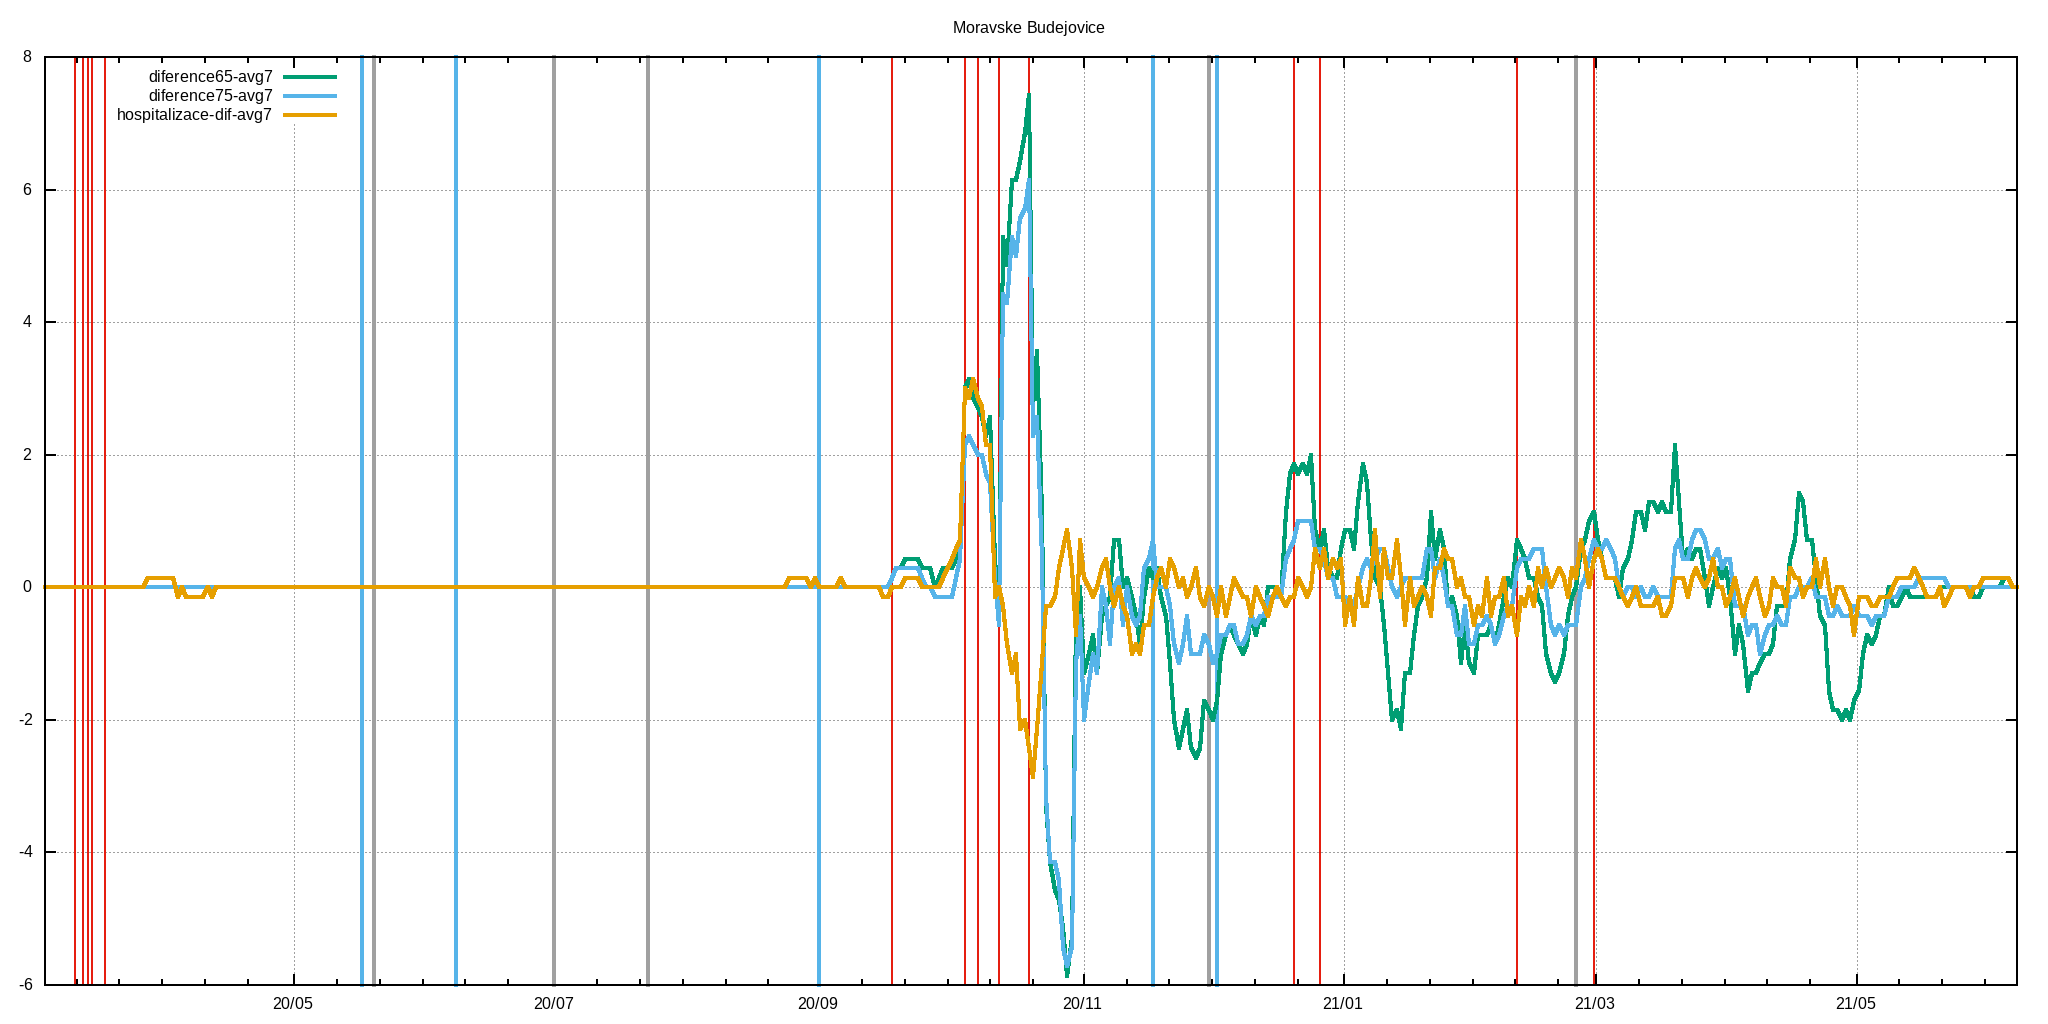 Moravske Budejovice
8
6
4
2
0
-2
-4
-6
diference65-avg7
diference75-avg7
hospitalizace-dif-avg7
20/05 20/07 20/09 20/11 21/01 21/03 21/05